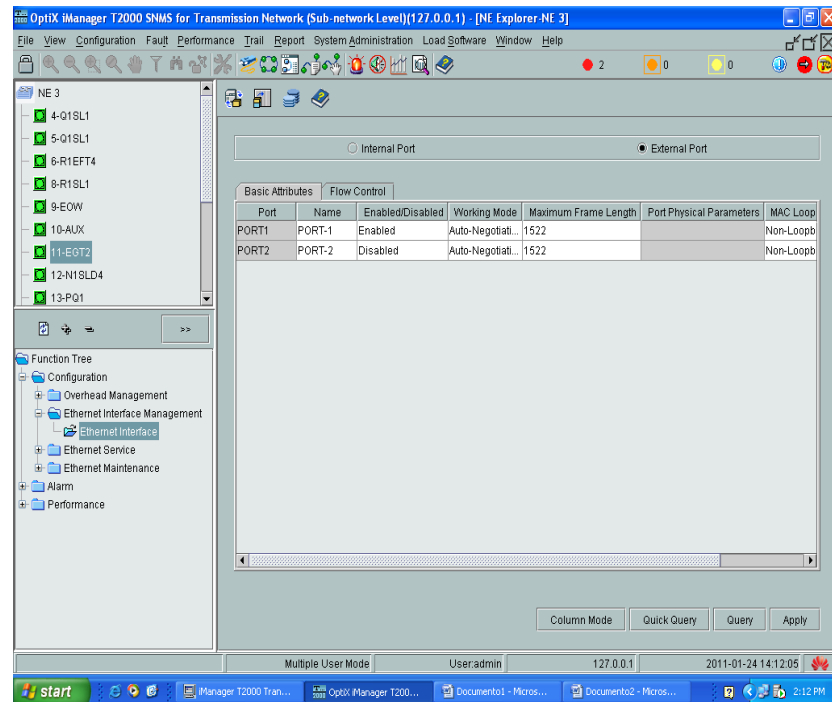 OptiX iManager T2000 SNMS for Transmission Network (Sub-network Level)(127.0.0.1) - [NE Explorer-NE 3]
File View Configuration Fault Performance Trail Report System Administration Load Software Window Help
2 0 0
NE 3
4-Q1SL1
5-Q1SL1
6-R1EFT4
8-R1SL1
9-EOW
10-AUX
11-EGT2
12-N1SLD4
13-PQ1
>>
Function Tree
Configuration
Overhead Management
Ethernet Interface Management
Ethernet Interface
Ethernet Service
Ethernet Maintenance
Alarm
Performance
Internal Port External Port
Basic Attributes Flow Control
Port Name Enabled/Disabled Working Mode Maximum Frame Length Port Physical Parameters MAC Loop
PORT1 PORT-1 Enabled Auto-Negotiati... 1522 Non-Loopb
PORT2 PORT-2 Disabled Auto-Negotiati... 1522 Non-Loopb
Column Mode Quick Query Query Apply
Multiple User Mode User:admin 127.0.0.1 2011-01-24 14:12:05
start iManager T2000 Tran... OptiX iManager T200... Documento1 - Micros... Documento2 - Micros... 2:12 PM